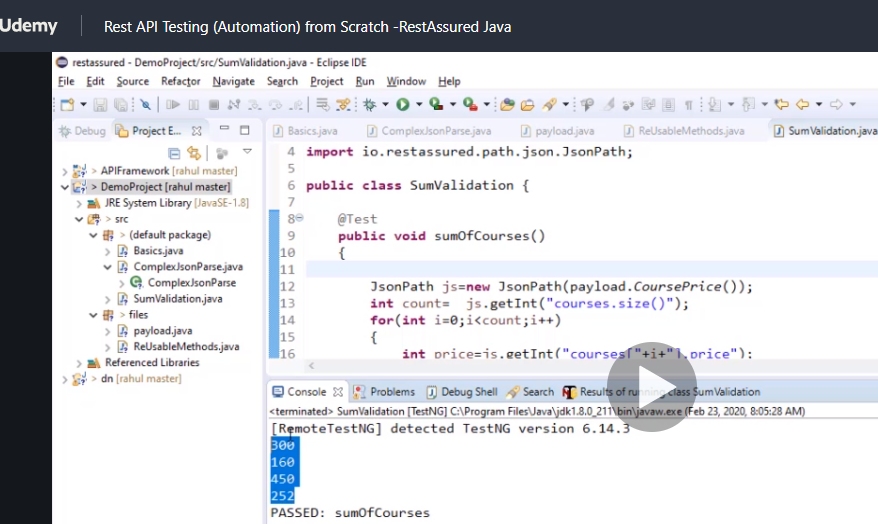 Udemy
Rest API Testing (Automation) from Scratch -RestAssured Java
restassured - DemoProject/src/SumValidation.java - Eclipse IDE
File Edit Source Refactor Navigate Search Project Run Window Help
Debug Project E...
Basics.java ComplexJsonParse.java payload.java ReUsableMethods.java SumValidation.java
> APIFramework [rahul master]
> DemoProject [rahul master]
JRE System Library [JavaSE-1.8]
> src
> (default package)
> Basics.java
> ComplexJsonParse.java
> ComplexJsonParse
> SumValidation.java
> files
> payload.java
> ReUsableMethods.java
Referenced Libraries
> dn [rahul master]
4 import io.restassured.path.json.JsonPath;
5
6 public class SumValidation {
7
8 @Test
9 public void sumOfCourses()
10 {
11
12 JsonPath js=new JsonPath(payload.CoursePrice());
13 int count= js.getInt("courses.size()");
14 for(int i=0;i<count;i++)
15 {
16 int price=js.getInt("courses["+i+"].price");
Console Problems Debug Shell Search Results of running class SumValidation
<terminated> SumValidation [TestNG] C:\Program Files\Java\jdk1.8.0_211\bin\javaw.exe (Feb 23, 2020, 8:05:28 AM)
[RemoteTestNG] detected TestNG version 6.14.3
300
160
450
252
PASSED: sumOfCourses